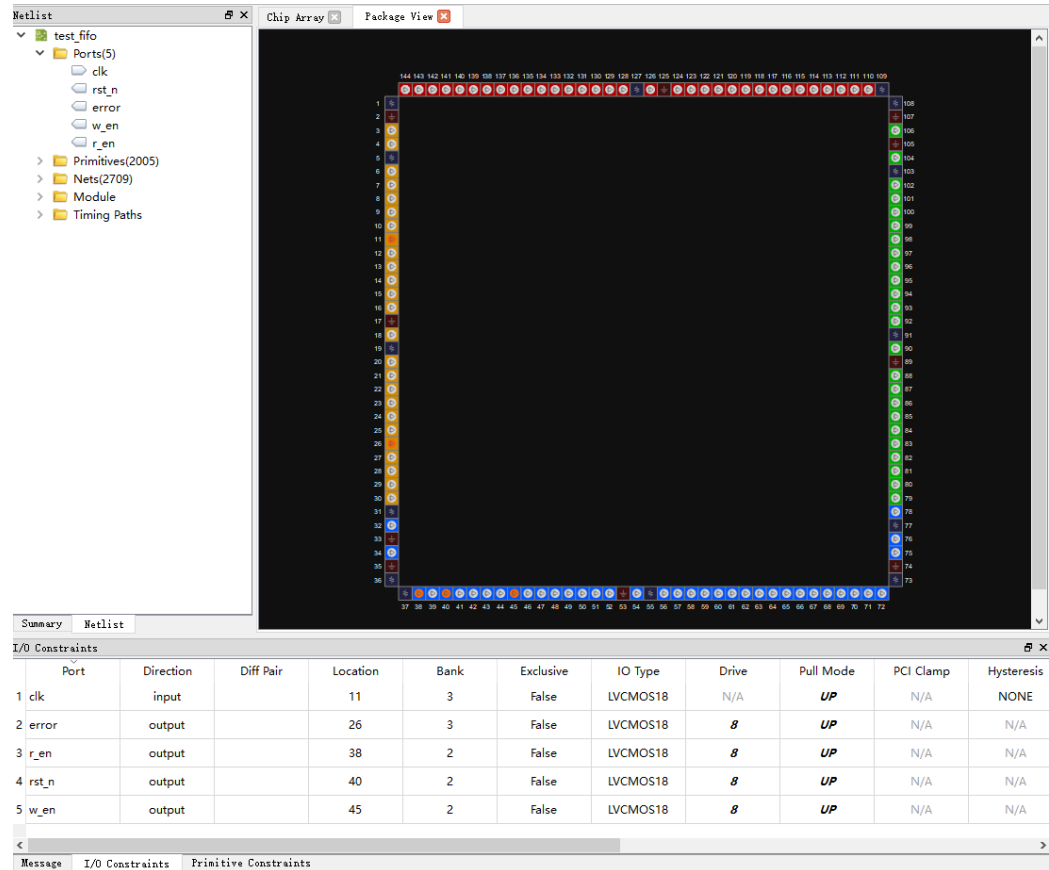 Netlist
Chip Array
Package View
test_fifo
Ports(5)
clk
rst_n
error
w_en
r_en
Primitives(2005)
Nets(2709)
Module
Timing Paths
144 143 142 141 140 139 138 137 136 135 134 133 132 131 130 129 128 127 126 125 124 123 122 121 120 119 118 117 116 115 114 113 112 111 110 109
1 108
2 107
3 106
4 105
5 104
6 103
7 102
8 101
9 100
10 99
11 98
12 97
13 96
14 95
15 94
16 93
17 92
18 91
19 90
20 89
21 88
22 87
23 86
24 85
25 84
26 83
27 82
28 81
29 80
30 79
31 78
32 77
33 76
34 75
35 74
36 73
37 38 39 40 41 42 43 44 45 46 47 48 49 50 51 52 53 54 55 56 57 58 59 60 61 62 63 64 65 66 67 68 69 70 71 72
Summary Netlist
I/O Constraints
Port Direction Diff Pair Location Bank Exclusive IO Type Drive Pull Mode PCI Clamp Hysteresis
1 clk input 11 3 False LVCMOS18 N/A UP N/A NONE
2 error output 26 3 False LVCMOS18 8 UP N/A N/A
3 r_en output 38 2 False LVCMOS18 8 UP N/A N/A
4 rst_n output 40 2 False LVCMOS18 8 UP N/A N/A
5 w_en output 45 2 False LVCMOS18 8 UP N/A N/A
Message I/O Constraints Primitive Constraints